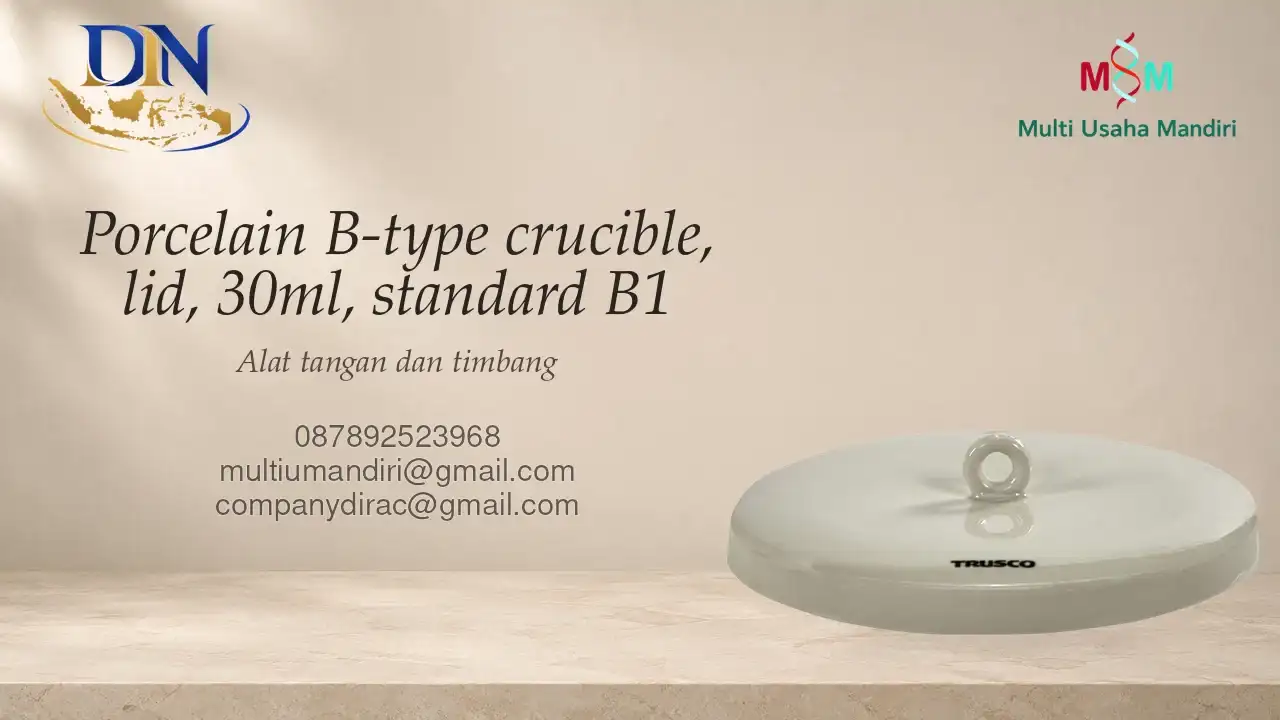 DIN
MSM
Multi Usaha Mandiri
Porcelain B-type crucible,
lid, 30ml, standard B1
Alat tangan dan timbang
087892523968
multiumandiri@gmail.com
companydirac@gmail.com
TRUSCO